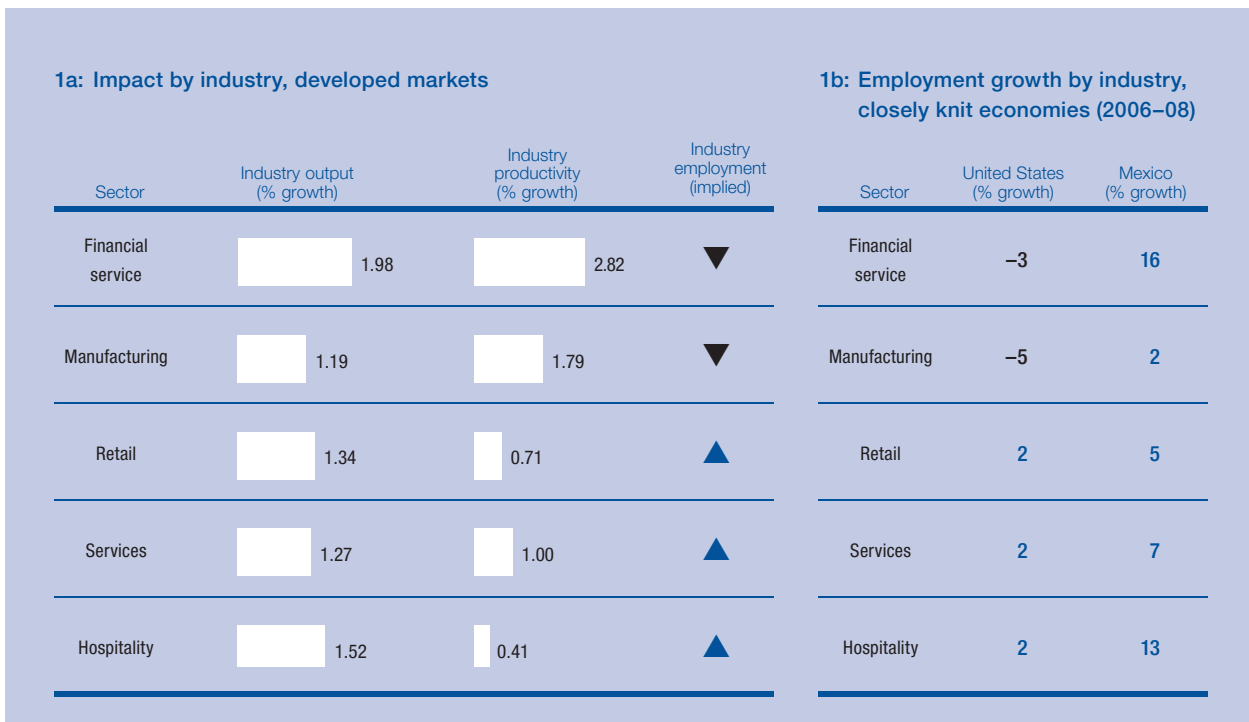 1a: Impact by industry, developed markets
Sector
Industry output
(% growth)
Industry
productivity
(% growth)
Industry
employment
(implied)
Financial
service
1.98
2.82
Manufacturing
1.19
1.79
Retail
1.34
0.71
Services
1.27
1.00
Hospitality
1.52
0.41
1b: Employment growth by industry,
closely knit economies (2006–08)
Sector
United States
(% growth)
Mexico
(% growth)
Financial
service
–3
16
Manufacturing
–5
2
Retail
2
5
Services
2
7
Hospitality
2
13